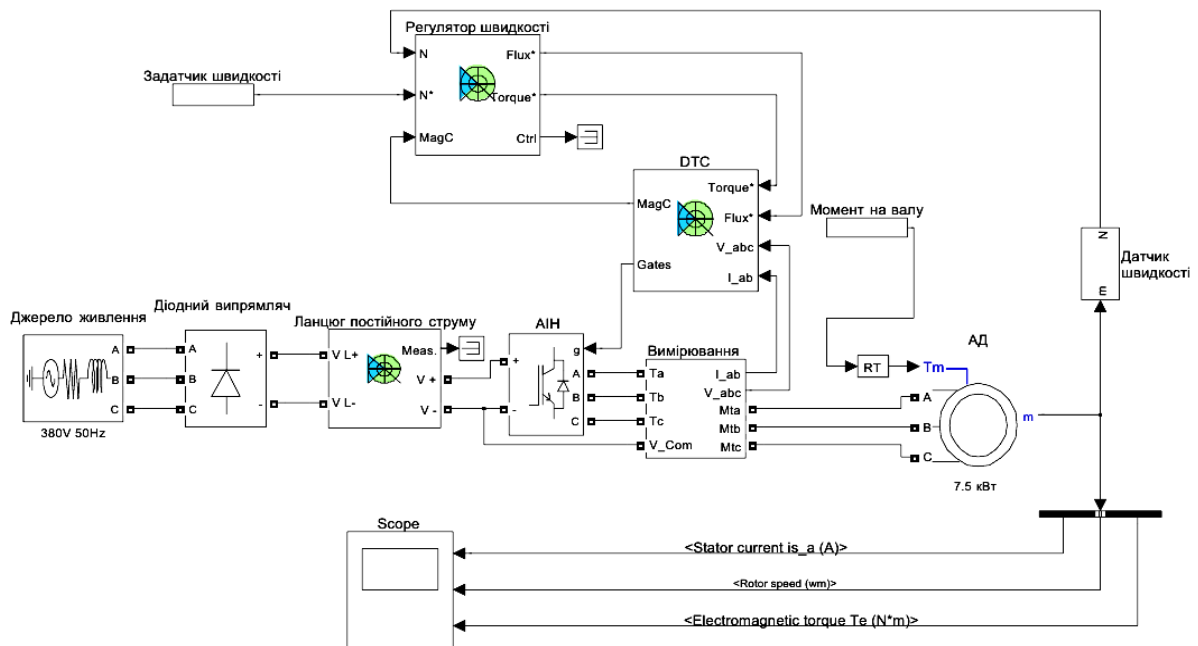 Регулятор швидкості
N
Flux*
Задатчик швидкості
N*
Torque*
MagC
Ctrl
DTC
Torque*
MagC
Flux*
Момент на валу
V_abc
Gates
I_ab
N
m
Датчик
швидкості
Джерело живлення
Діодний випрямляч
Ланцюг постійного струму
АІН
Вимірювання
АД
A
B
C
A
B
C
+
-
V L+
V L-
Meas.
V +
V -
g
+
-
A
B
C
Ta
Tb
Tc
V_Com
I_ab
V_abc
Mta
Mtb
Mtc
RT
Tm
A
B
C
m
380V 50Hz
7.5 кВт
Scope
<Stator current is_a (A)>
<Rotor speed (wm)>
<Electromagnetic torque Te (N*m)>